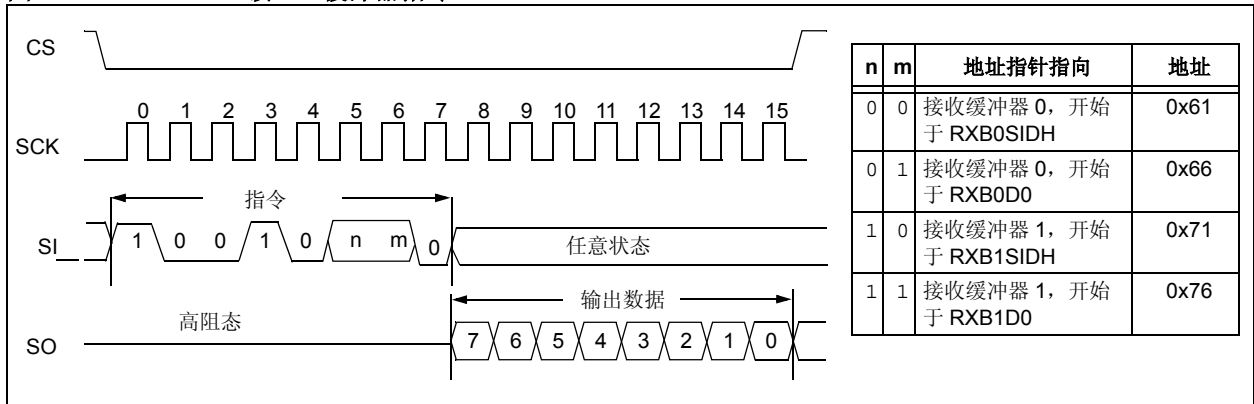 CS
SCK
0 1 2 3 4 5 6 7 8 9 10 11 12 13 14 15
指令
SI
1 0 0 1 0 n m 0
任意状态
输出数据
高阻态
SO
7 6 5 4 3 2 1 0
n m 地址指针指向 地址
0 0 接收缓冲器 0，开始 0x61
于 RXB0SIDH
0 1 接收缓冲器 0，开始 0x66
于 RXB0D0
1 0 接收缓冲器 1，开始 0x71
于 RXB1SIDH
1 1 接收缓冲器 1，开始 0x76
于 RXB1D0